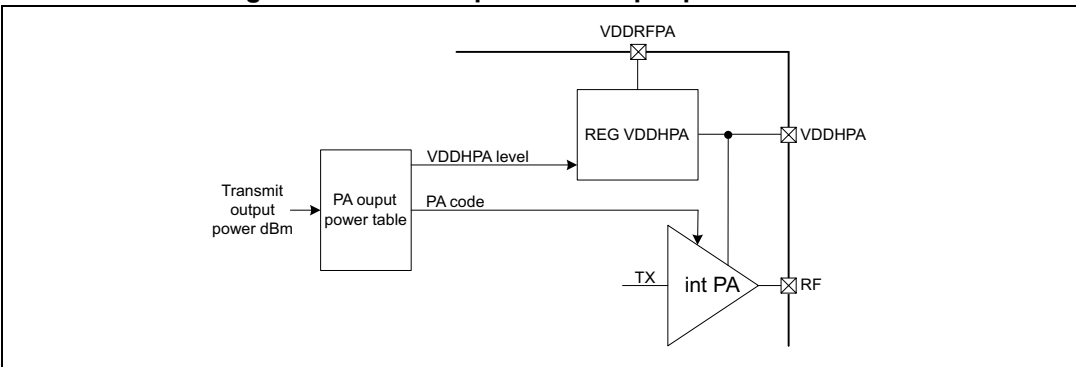 VDDRFPA
REG VDDHPA
VDDHPA
VDDHPA level
Transmit
output
power dBm
PA ouput
power table
PA code
TX
int PA
RF